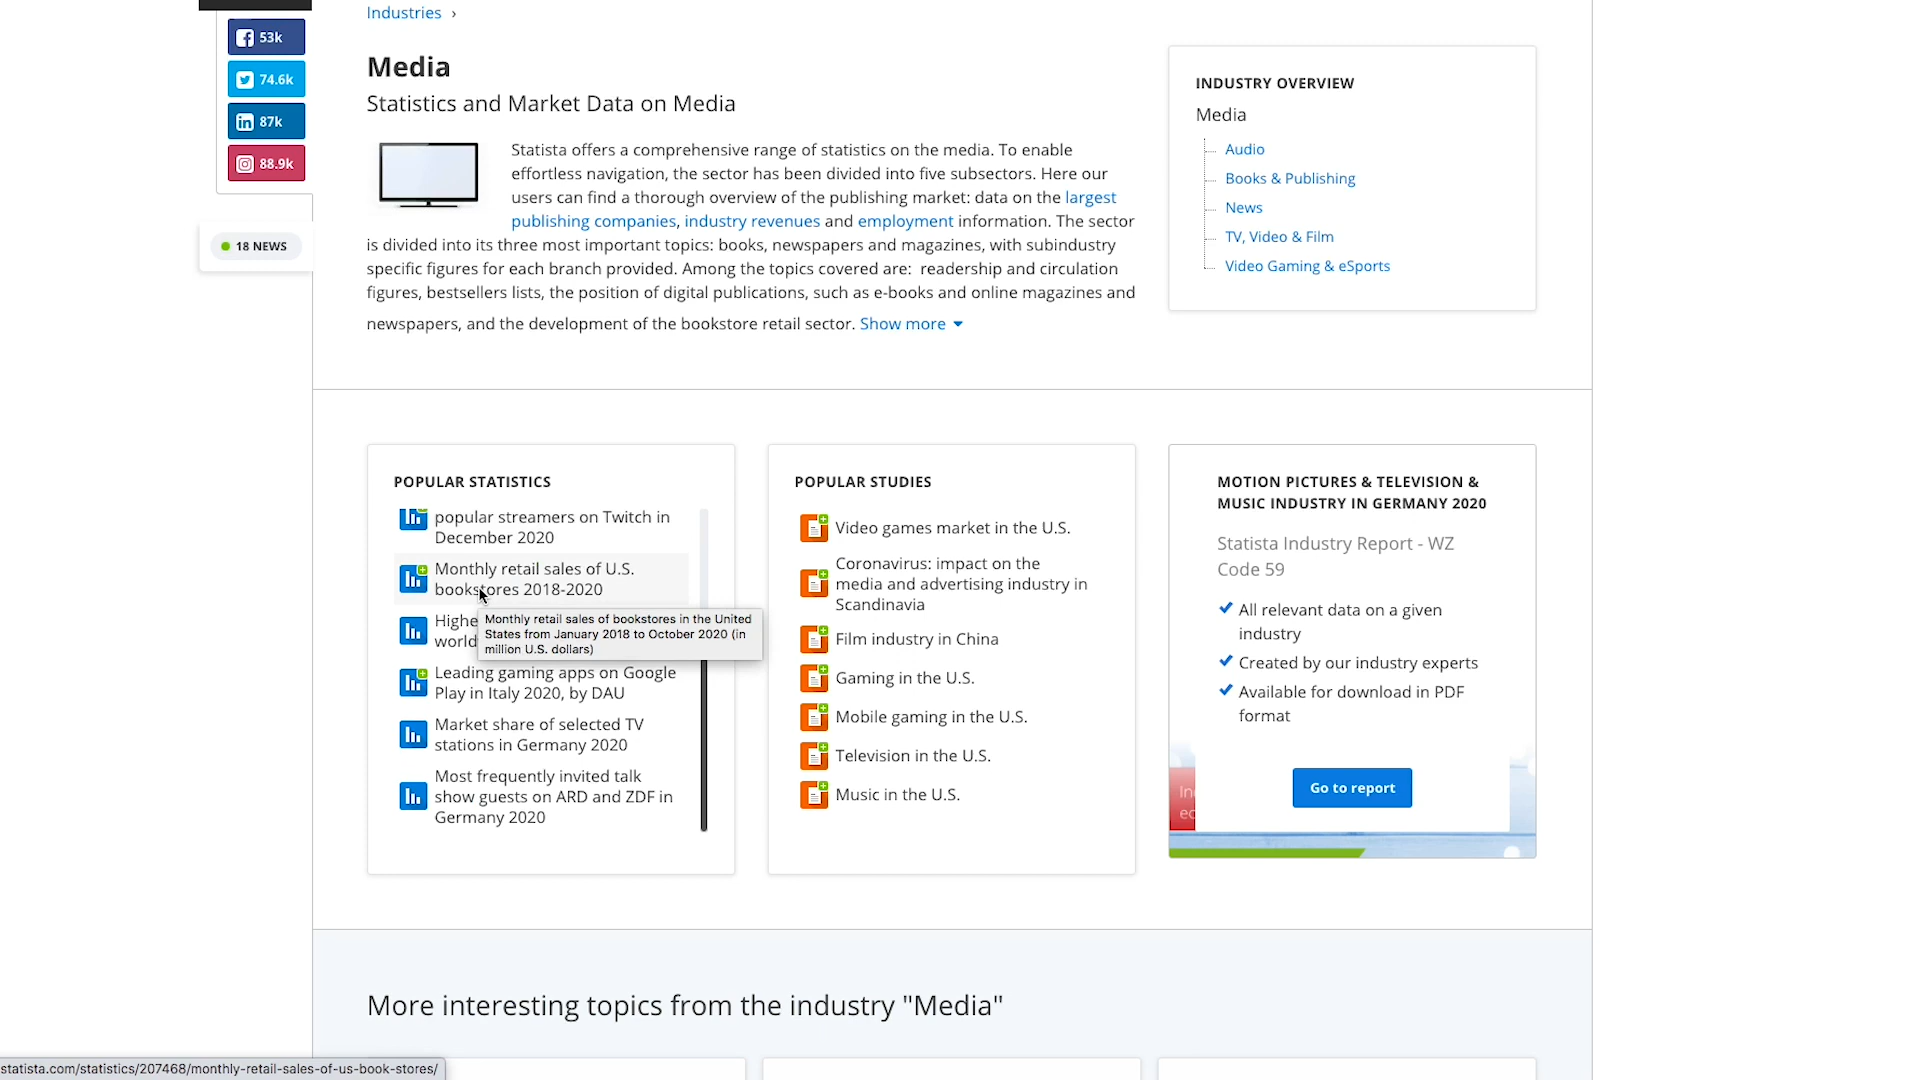 Industries ›
53k
74.6k
87k
88.9k
18 NEWS
Media
Statistics and Market Data on Media
Statista offers a comprehensive range of statistics on the media. To enable
effortless navigation, the sector has been divided into five subsectors. Here our
users can find a thorough overview of the publishing market: data on the largest
publishing companies, industry revenues and employment information. The sector
is divided into its three most important topics: books, newspapers and magazines, with subindustry
specific figures for each branch provided. Among the topics covered are: readership and circulation
figures, bestsellers lists, the position of digital publications, such as e-books and online magazines and
newspapers, and the development of the bookstore retail sector. Show more
INDUSTRY OVERVIEW
Media
Audio
Books & Publishing
News
TV, Video & Film
Video Gaming & eSports
POPULAR STATISTICS
popular streamers on Twitch in
December 2020
Monthly retail sales of U.S.
bookstores 2018-2020
Highe
world
Monthly retail sales of bookstores in the United
States from January 2018 to October 2020 (in
million U.S. dollars)
Leading gaming apps on Google
Play in Italy 2020, by DAU
Market share of selected TV
stations in Germany 2020
Most frequently invited talk
show guests on ARD and ZDF in
Germany 2020
POPULAR STUDIES
Video games market in the U.S.
Coronavirus: impact on the
media and advertising industry in
Scandinavia
Film industry in China
Gaming in the U.S.
Mobile gaming in the U.S.
Television in the U.S.
Music in the U.S.
MOTION PICTURES & TELEVISION &
MUSIC INDUSTRY IN GERMANY 2020
Statista Industry Report - WZ
Code 59
All relevant data on a given
industry
Created by our industry experts
Available for download in PDF
format
Go to report
More interesting topics from the industry "Media"
statista.com/statistics/207468/monthly-retail-sales-of-us-book-stores/